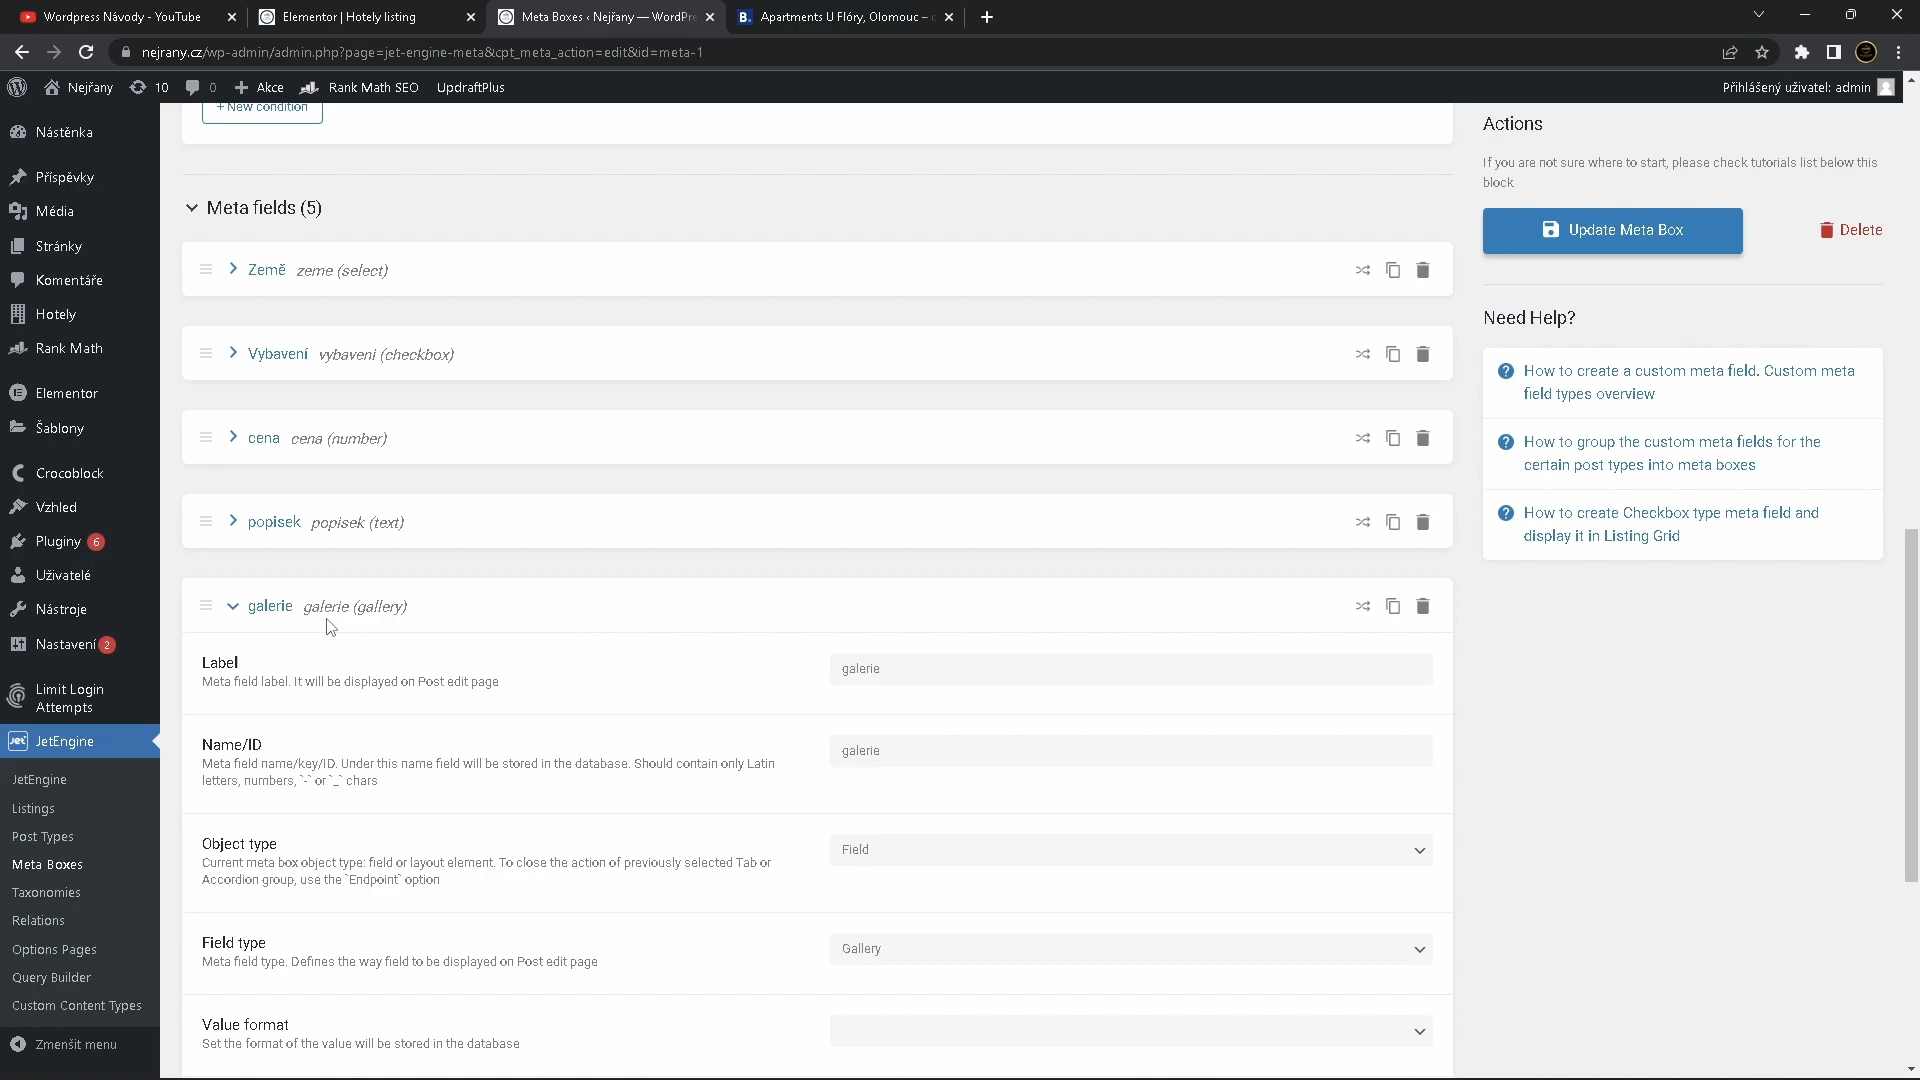 Wordpress Návody - YouTube
Elementor | Hotely listing
Meta Boxes ‹ Nejřany — WordPre
B. Apartments U Flóry, Olomouc –
nejrany.cz/wp-admin/admin.php?page=jet-engine-meta&cpt_meta_action=edit&id=meta-1
Nejřany
10
0
Akce
Rank Math SEO
UpdraftPlus
Přihlášený uživatel: admin
Nástěnka
Příspěvky
Média
Stránky
Komentáře
Hotely
Rank Math
Elementor
Šablony
Crocoblock
Vzhled
Pluginy 6
Uživatelé
Nástroje
Nastavení 2
Limit Login
Attempts
Jet JetEngine
JetEngine
Listings
Post Types
Meta Boxes
Taxonomies
Relations
Options Pages
Query Builder
Custom Content Types
Zmenšit menu
+ New condition
Meta fields (5)
Země zeme (select)
Vybavení vybaveni (checkbox)
cena cena (number)
popisek popisek (text)
galerie galerie (gallery)
Label
Meta field label. It will be displayed on Post edit page
galerie
Name/ID
Meta field name/key/ID. Under this name field will be stored in the database. Should contain only Latin
letters, numbers, `-` or `_` chars
galerie
Object type
Current meta box object type: field or layout element. To close the action of previously selected Tab or
Accordion group, use the `Endpoint` option
Field
Field type
Meta field type. Defines the way field to be displayed on Post edit page
Gallery
Value format
Set the format of the value will be stored in the database
Actions
If you are not sure where to start, please check tutorials list below this
block
Update Meta Box
Delete
Need Help?
How to create a custom meta field. Custom meta
field types overview
How to group the custom meta fields for the
certain post types into meta boxes
How to create Checkbox type meta field and
display it in Listing Grid